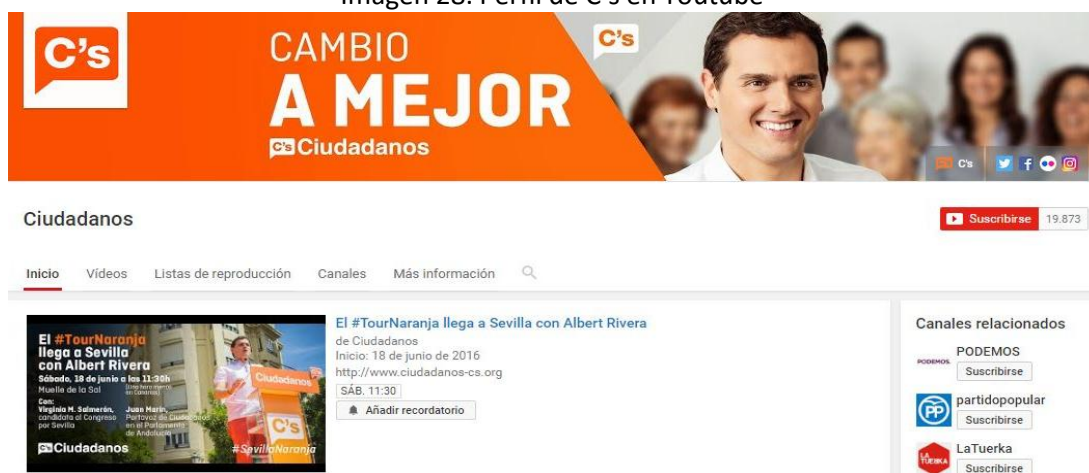 Imagen 28. Perfil de C's en Youtube
C's
CAMBIO
A MEJOR
C's Ciudadanos
C's
C's
Ciudadanos
Suscribirse 19.873
Inicio Vídeos Listas de reproducción Canales Más información
El #TourNaranja
llega a Sevilla
con Albert Rivera
Sábado, 18 de junio a las 11:30h
Muelle de la Sal
Con:
Virginia M. Salmerón,
candidata al Congreso
por Sevilla
Juan Marín,
Portavoz de Ciudadanos
en el Parlamento
de Andalucía
C's Ciudadanos
Ciudadanos
C's
#SevillaNaranja
El #TourNaranja llega a Sevilla con Albert Rivera
de Ciudadanos
Inicio: 18 de junio de 2016
http://www.ciudadanos-cs.org
SÁB. 11:30
Añadir recordatorio
Canales relacionados
PODEMOS.
PODEMOS
Suscribirse
PP
partidopopular
Suscribirse
LA TUERKA
LaTuerka
Suscribirse